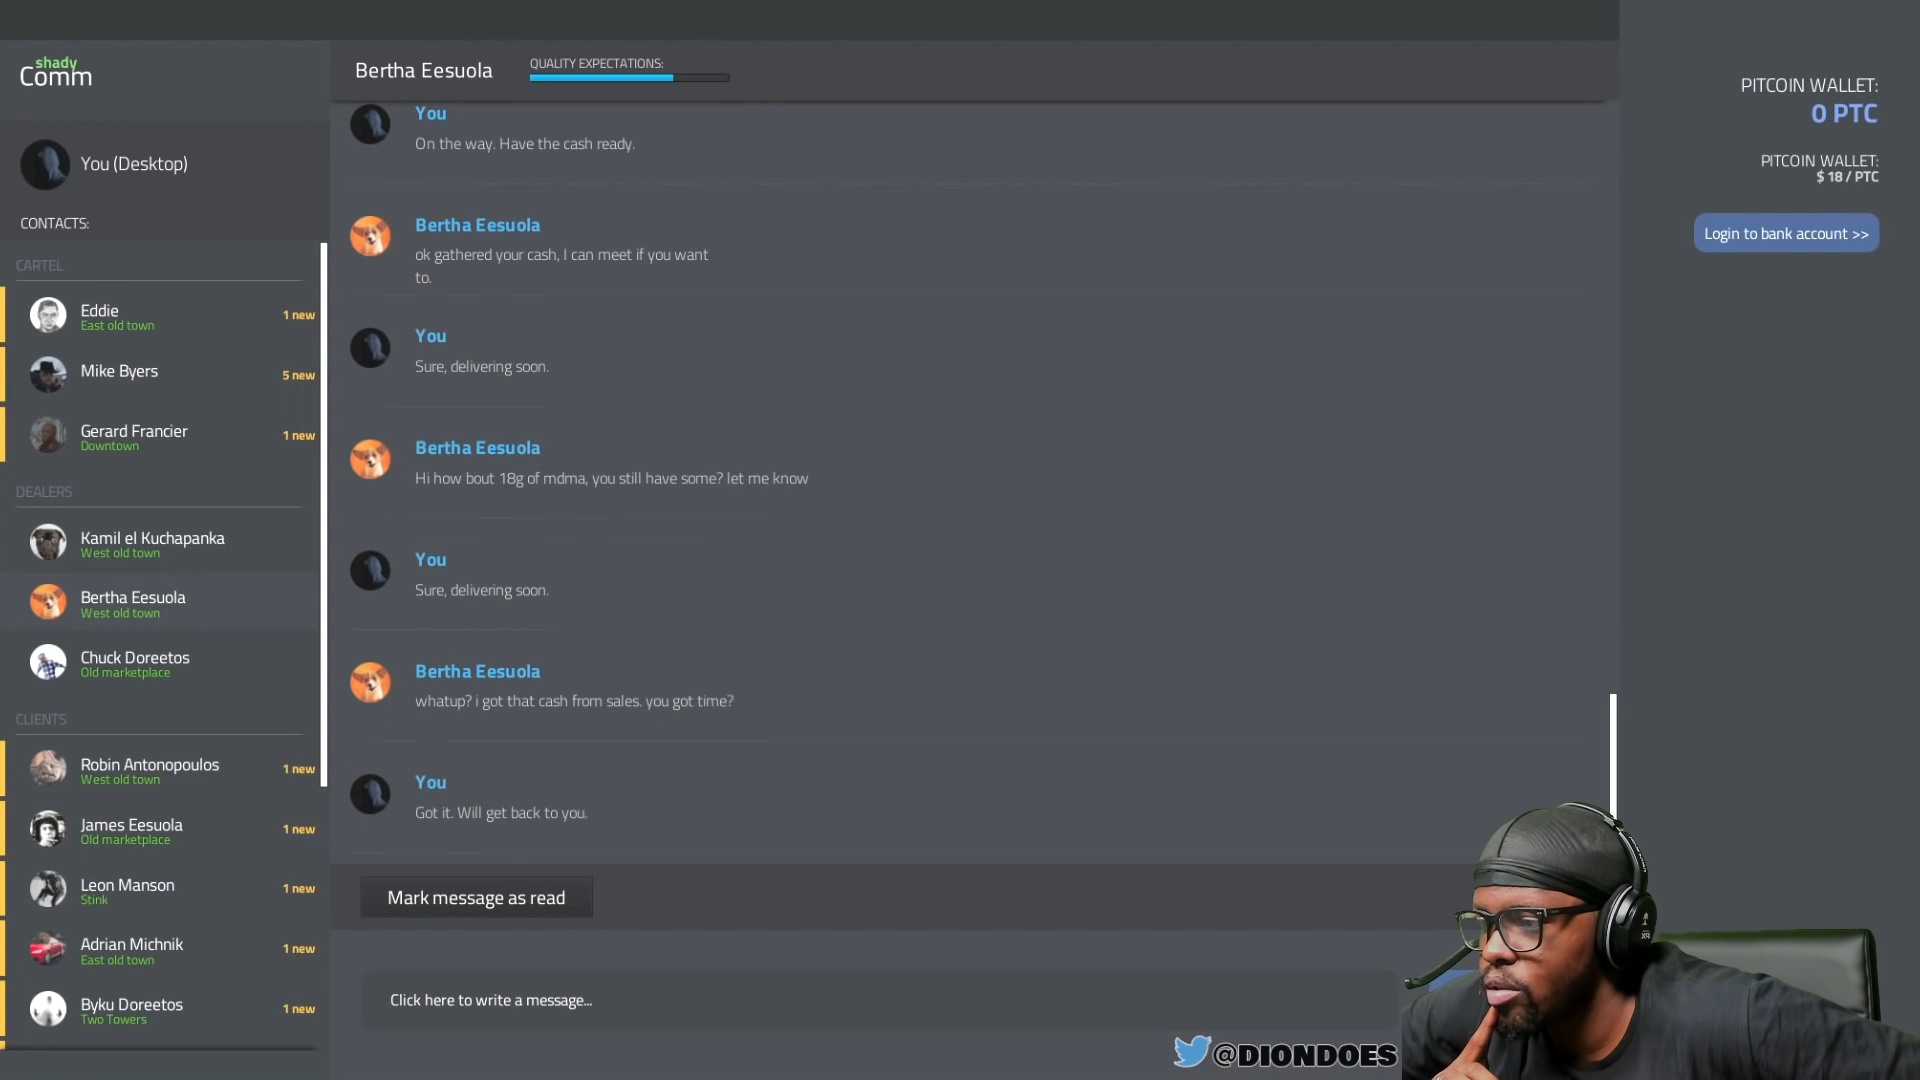 shady
Comm
You (Desktop)
CONTACTS:
CARTEL
Eddie
East old town
1 new
Mike Byers
5 new
Gerard Francier
Downtown
1 new
DEALERS
Kamil el Kuchapanka
West old town
Bertha Eesuola
West old town
Chuck Doreetos
Old marketplace
CLIENTS
Robin Antonopoulos
West old town
1 new
James Eesuola
Old marketplace
1 new
Leon Manson
Stink
1 new
Adrian Michnik
East old town
1 new
Byku Doreetos
Two Towers
1 new
Bertha Eesuola
QUALITY EXPECTATIONS:
You
On the way. Have the cash ready.
Bertha Eesuola
ok gathered your cash, I can meet if you want
to.
You
Sure, delivering soon.
Bertha Eesuola
Hi how bout 18g of mdma, you still have some? let me know
You
Sure, delivering soon.
Bertha Eesuola
whatup? i got that cash from sales. you got time?
You
Got it. Will get back to you.
Mark message as read
Click here to write a message...
@DIONDOES
PITCOIN WALLET:
0 PTC
PITCOIN WALLET:
$ 18 / PTC
Login to bank account >>